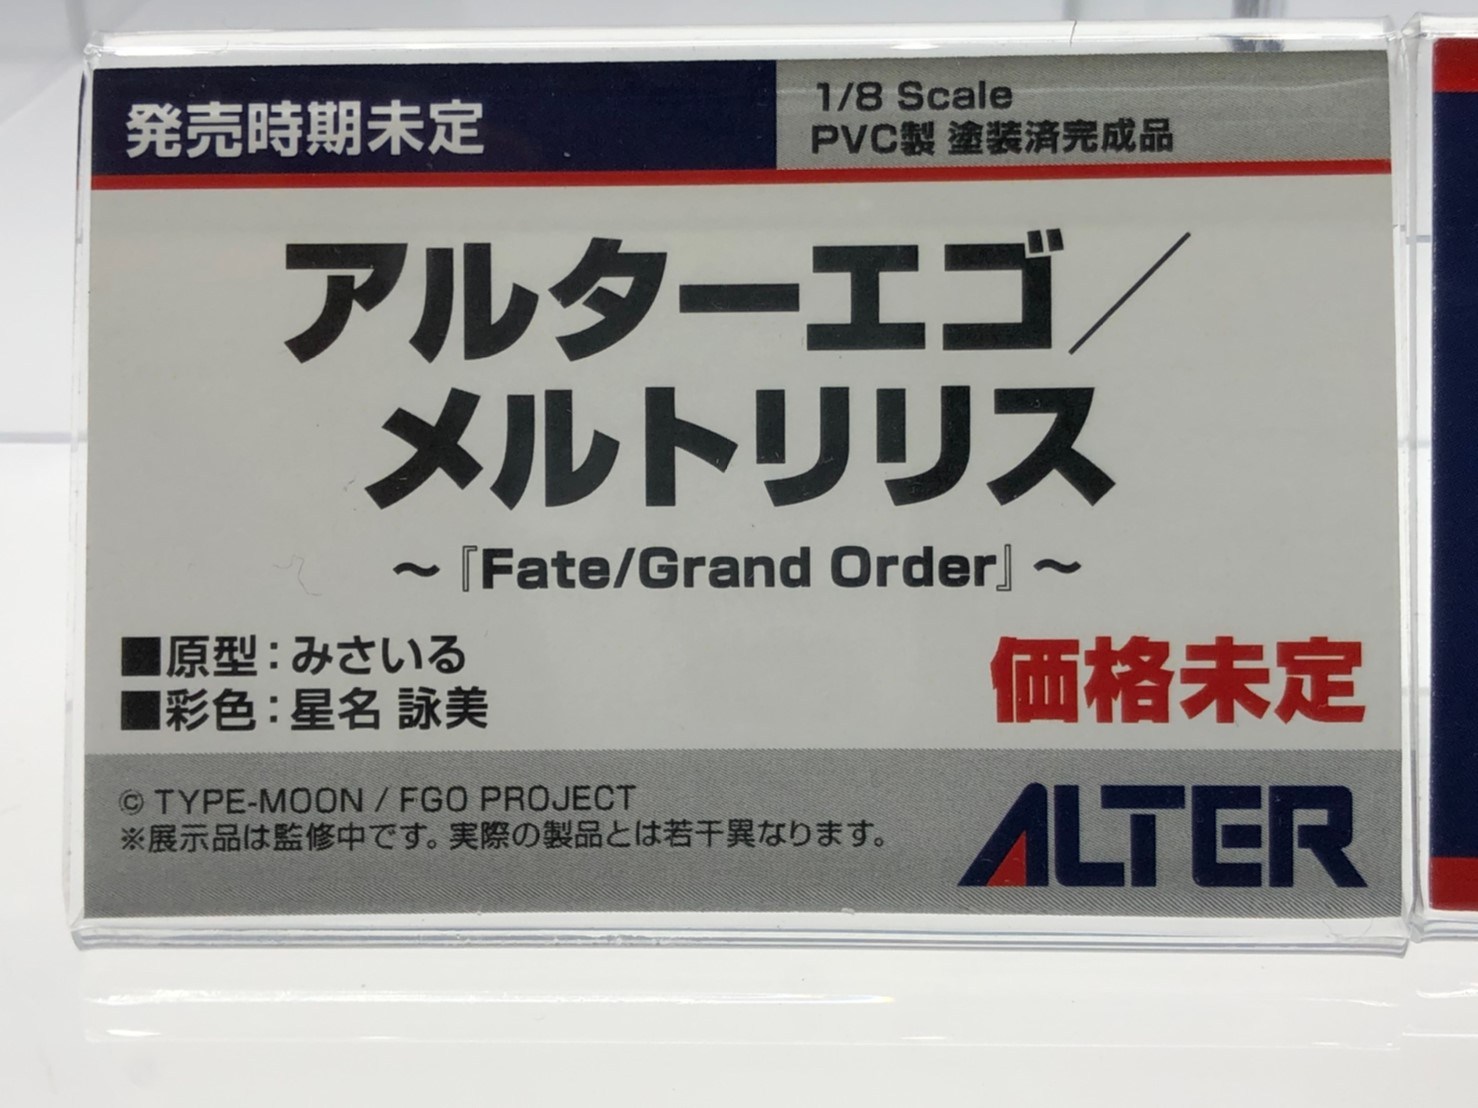 発売時期未定
1/8 Scale
PVC製 塗装済完成品
アルターエゴ／
メルトリリス
～『Fate/Grand Order』～
■原型：みさいる
■彩色：星名 詠美
価格未定
© TYPE-MOON / FGO PROJECT
※展示品は監修中です。実際の製品とは若干異なります。
ALTER